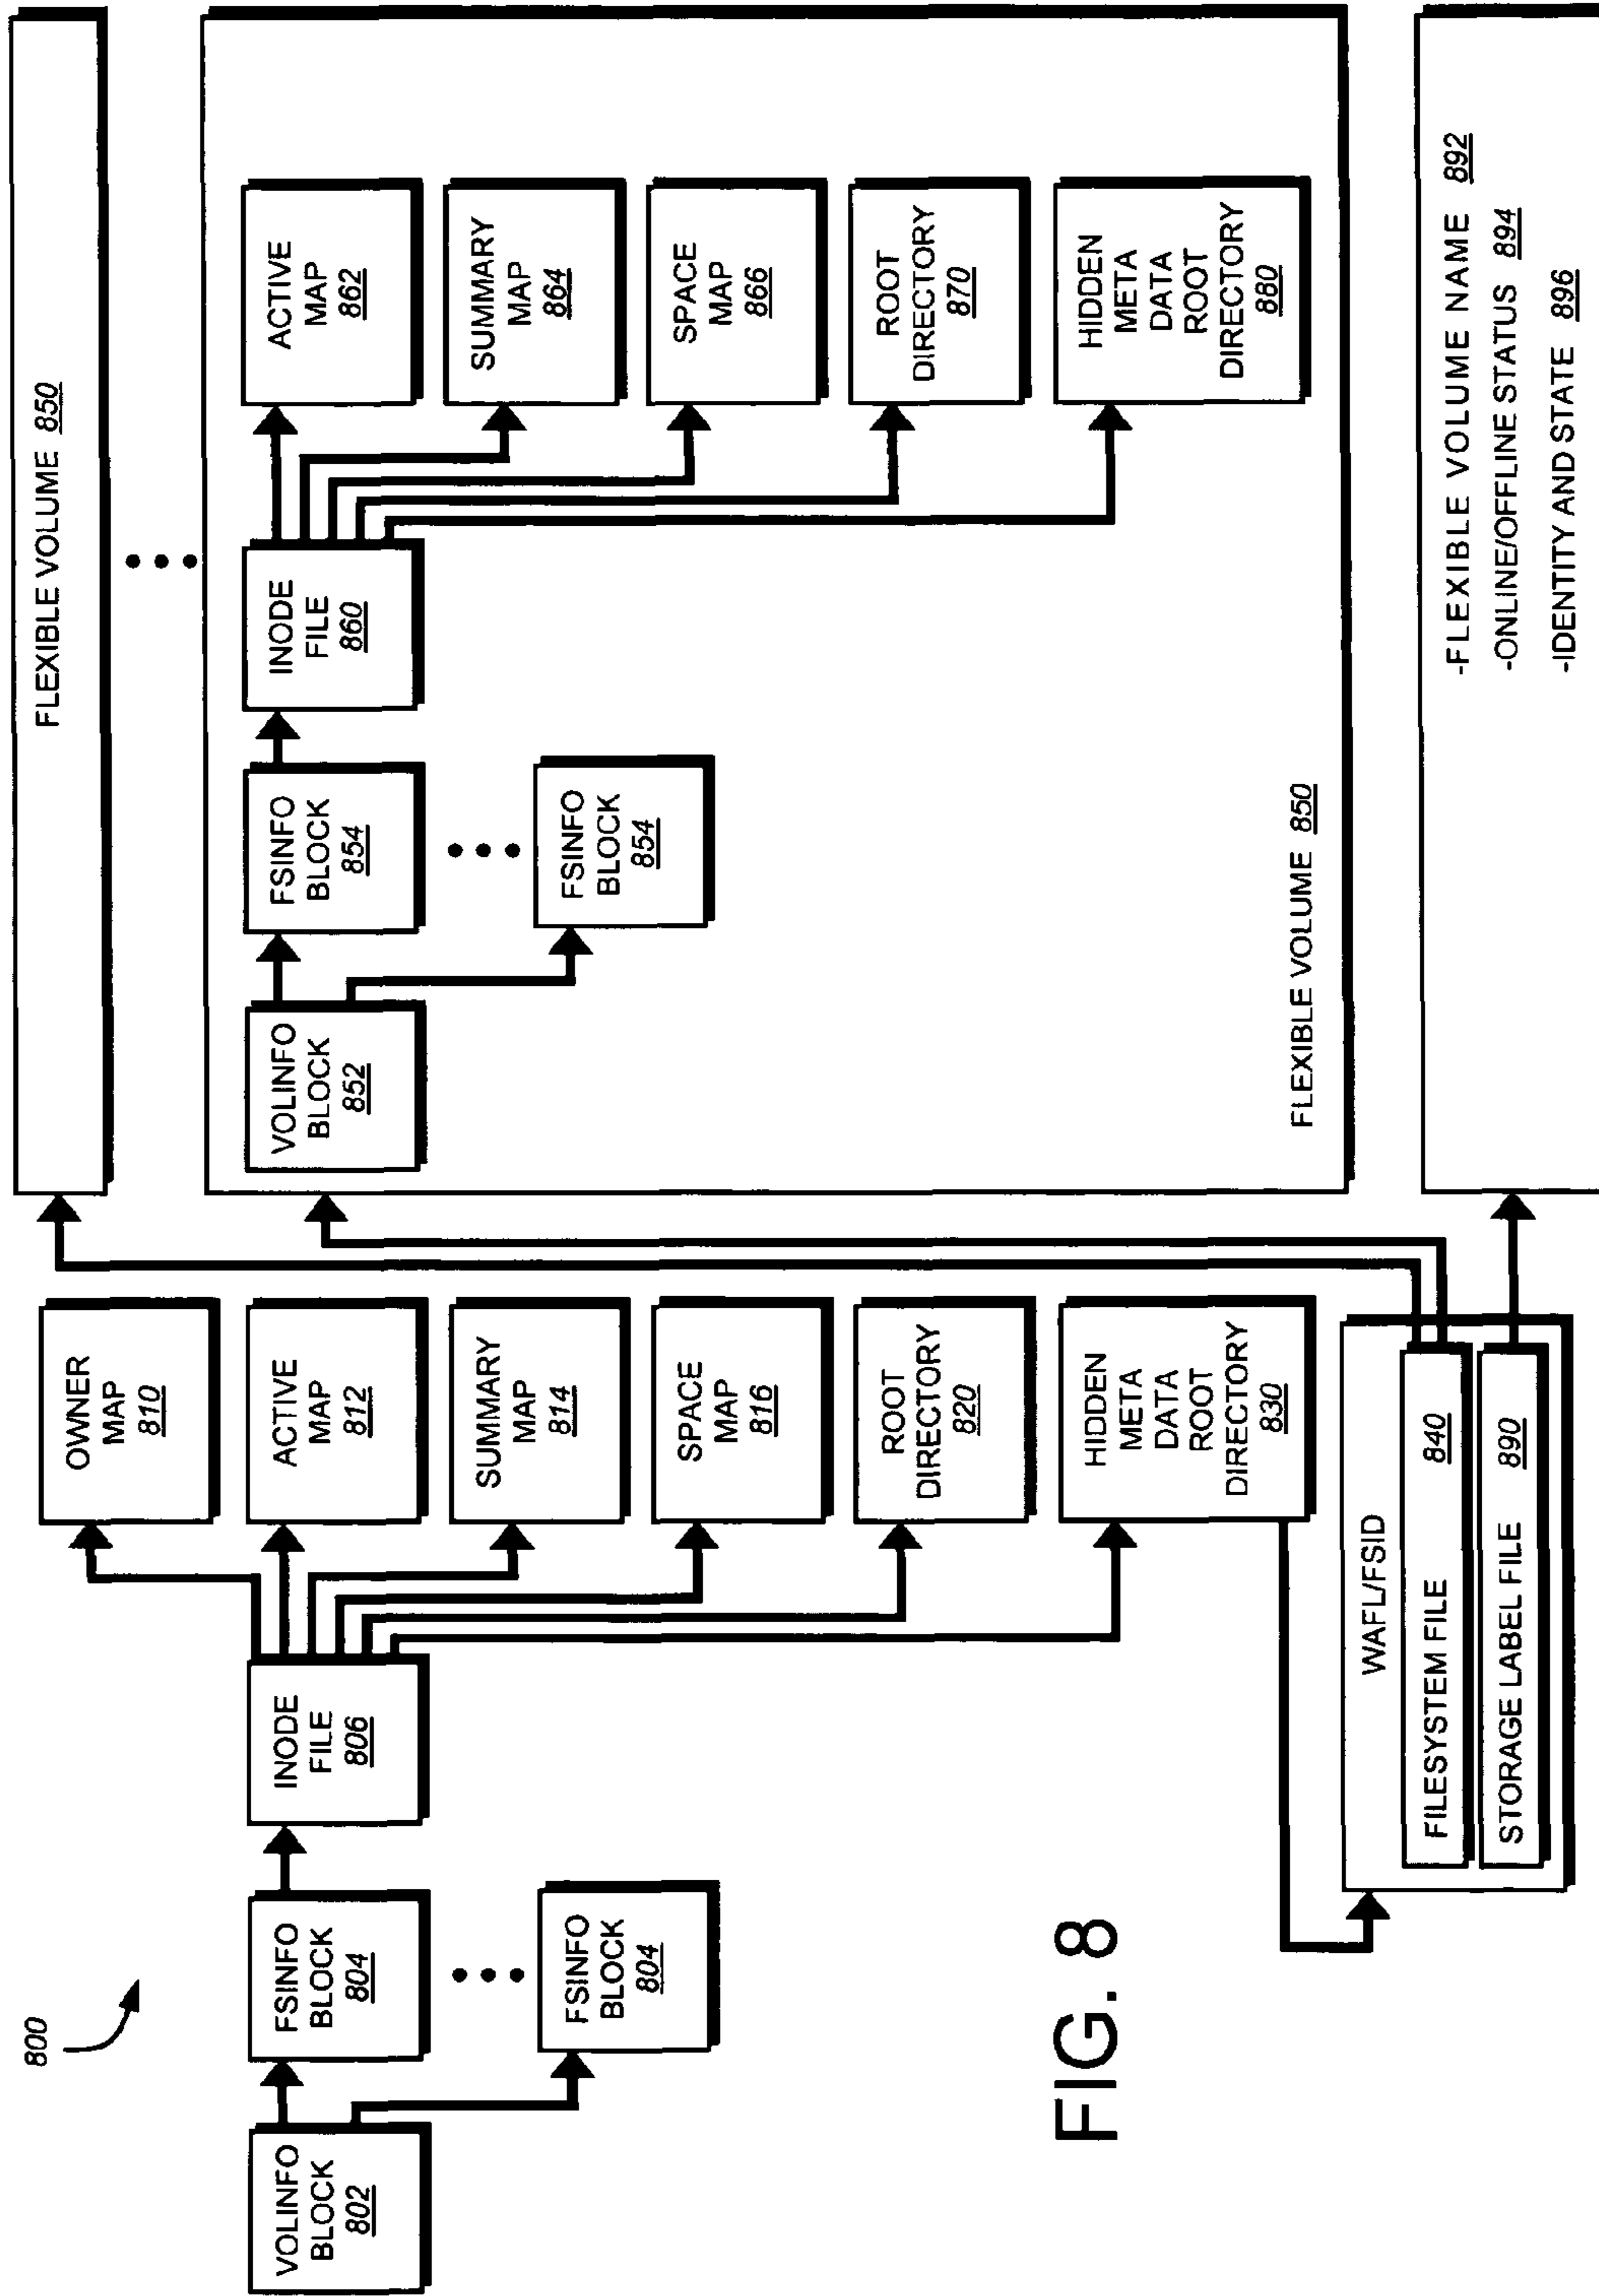 800
VOLINFO
BLOCK
802
FSINFO
BLOCK
804
FSINFO
BLOCK
804
INODE
FILE
806
OWNER
MAP
810
ACTIVE
MAP
812
SUMMARY
MAP
814
SPACE
MAP
816
ROOT
DIRECTORY
820
HIDDEN
META
DATA
ROOT
DIRECTORY
830
WAFL/FSID
FILESYSTEM FILE 840
STORAGE LABEL FILE 890
FLEXIBLE VOLUME 850
VOLINFO
BLOCK
852
FSINFO
BLOCK
854
FSINFO
BLOCK
854
INODE
FILE
860
ACTIVE
MAP
862
SUMMARY
MAP
864
SPACE
MAP
866
ROOT
DIRECTORY
870
HIDDEN
META
DATA
ROOT
DIRECTORY
880
FLEXIBLE VOLUME 850
-FLEXIBLE VOLUME NAME 892
-ONLINE/OFFLINE STATUS 894
-IDENTITY AND STATE 896
FIG. 8